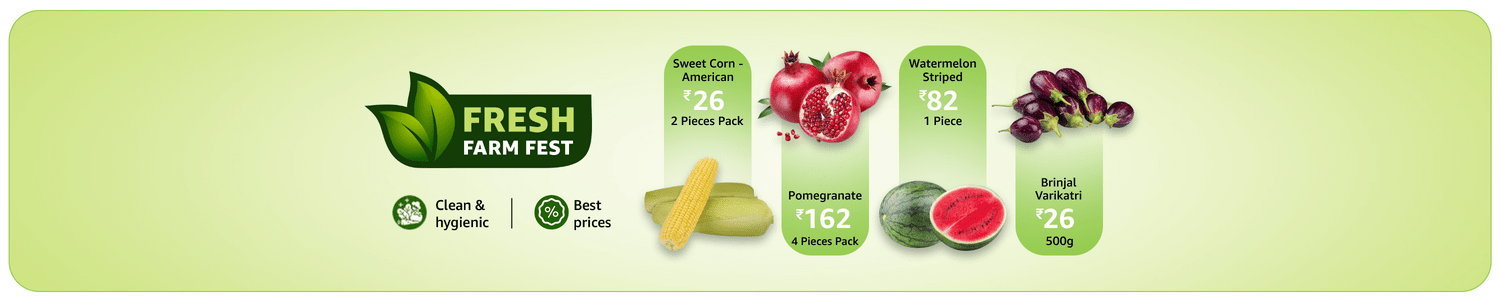 FRESH
FARM FEST
Clean &
hygienic
Best
prices
Sweet Corn -
American
₹26
2 Pieces Pack
Pomegranate
₹162
4 Pieces Pack
Watermelon
Striped
₹82
1 Piece
Brinjal
Varikatri
₹26
500g